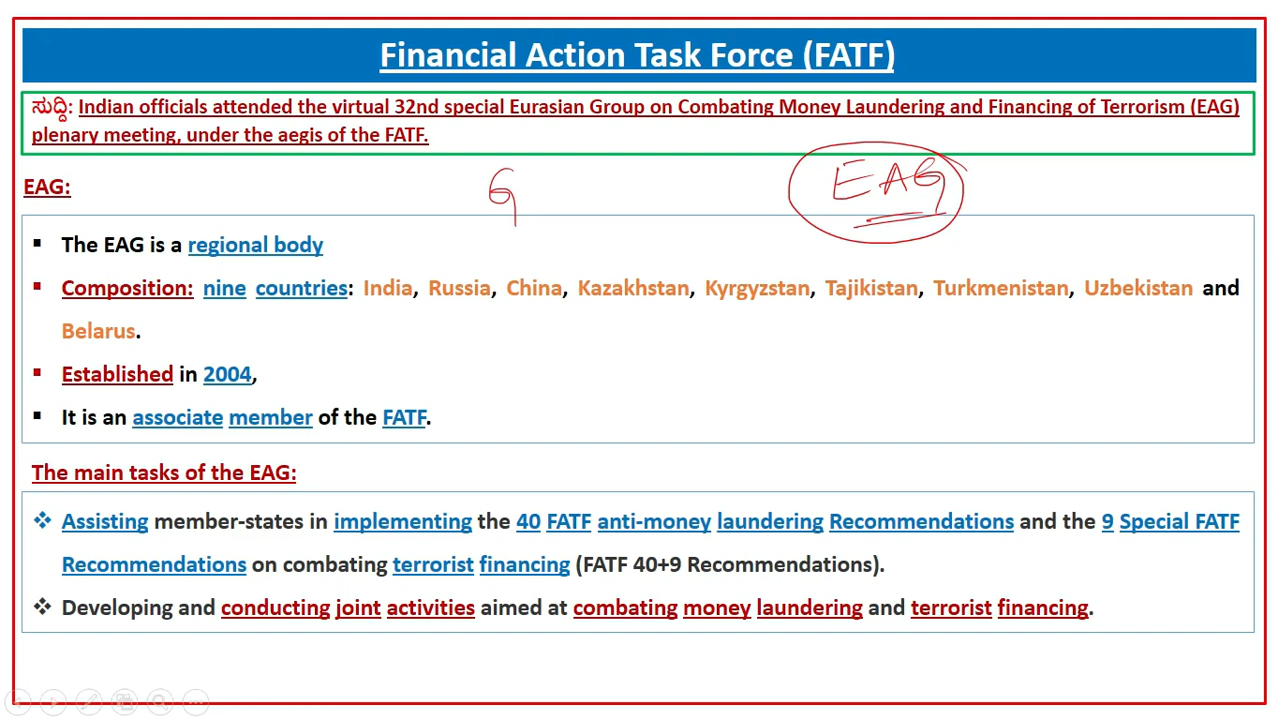 Financial Action Task Force (FATF)
ಸುದ್ದಿ: Indian officials attended the virtual 32nd special Eurasian Group on Combating Money Laundering and Financing of Terrorism (EAG)
plenary meeting, under the aegis of the FATF.
EAG
G
EAG:
▪ The EAG is a regional body
▪ Composition: nine countries: India, Russia, China, Kazakhstan, Kyrgyzstan, Tajikistan, Turkmenistan, Uzbekistan and
Belarus.
▪ Established in 2004,
▪ It is an associate member of the FATF.
The main tasks of the EAG:
❖ Assisting member-states in implementing the 40 FATF anti-money laundering Recommendations and the 9 Special FATF
Recommendations on combating terrorist financing (FATF 40+9 Recommendations).
❖ Developing and conducting joint activities aimed at combating money laundering and terrorist financing.